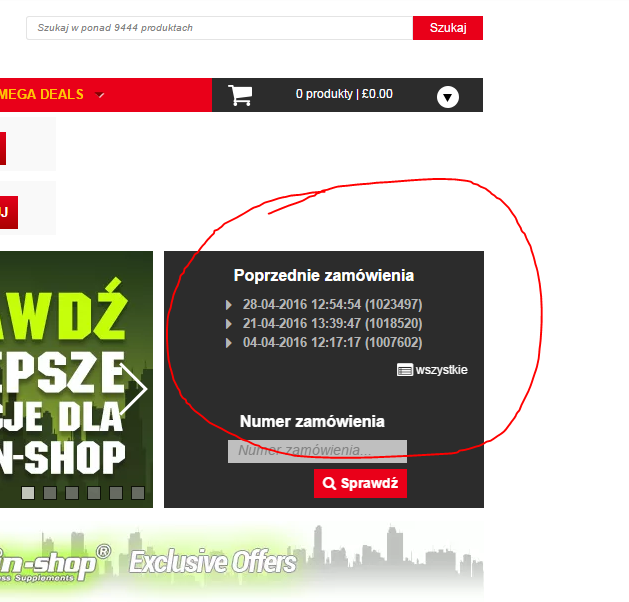 Szukaj w ponad 9444 produktach
Szukaj
MEGA DEALS
0 produkty | £0.00
Poprzednie zamówienia
28-04-2016 12:54:54 (1023497)
21-04-2016 13:39:47 (1018520)
04-04-2016 12:17:17 (1007602)
wszystkie
Numer zamówienia
Numer zamówienia...
Sprawdź
AWDŹ
EPSZE
CJE DLA
N-SHOP
in-shop®
ess Supplements
Exclusive Offers